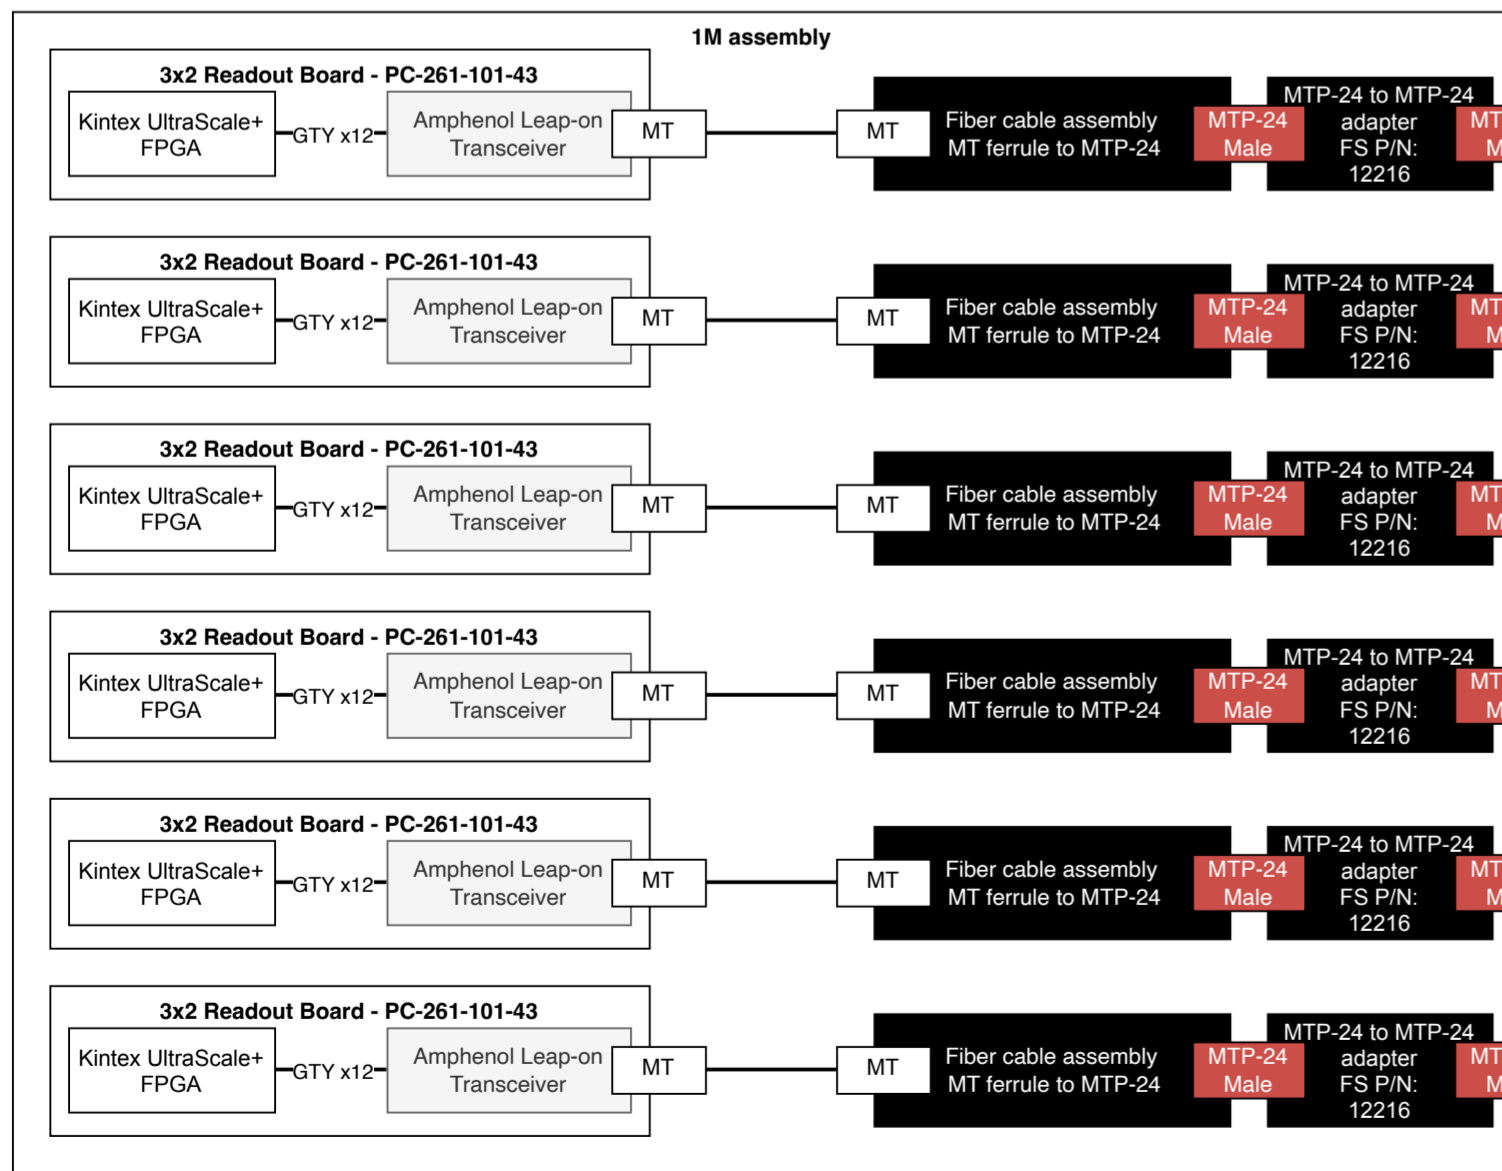 1M assembly
3x2 Readout Board - PC-261-101-43
Kintex UltraScale+
FPGA
GTY x12
Amphenol Leap-on
Transceiver
MT
MT
Fiber cable assembly
MT ferrule to MTP-24
MTP-24
Male
MTP-24 to MTP-24
adapter
FS P/N:
12216
MT
M
3x2 Readout Board - PC-261-101-43
Kintex UltraScale+
FPGA
GTY x12
Amphenol Leap-on
Transceiver
MT
MT
Fiber cable assembly
MT ferrule to MTP-24
MTP-24
Male
MTP-24 to MTP-24
adapter
FS P/N:
12216
MT
M
3x2 Readout Board - PC-261-101-43
Kintex UltraScale+
FPGA
GTY x12
Amphenol Leap-on
Transceiver
MT
MT
Fiber cable assembly
MT ferrule to MTP-24
MTP-24
Male
MTP-24 to MTP-24
adapter
FS P/N:
12216
MT
M
3x2 Readout Board - PC-261-101-43
Kintex UltraScale+
FPGA
GTY x12
Amphenol Leap-on
Transceiver
MT
MT
Fiber cable assembly
MT ferrule to MTP-24
MTP-24
Male
MTP-24 to MTP-24
adapter
FS P/N:
12216
MT
M
3x2 Readout Board - PC-261-101-43
Kintex UltraScale+
FPGA
GTY x12
Amphenol Leap-on
Transceiver
MT
MT
Fiber cable assembly
MT ferrule to MTP-24
MTP-24
Male
MTP-24 to MTP-24
adapter
FS P/N:
12216
MT
M
3x2 Readout Board - PC-261-101-43
Kintex UltraScale+
FPGA
GTY x12
Amphenol Leap-on
Transceiver
MT
MT
Fiber cable assembly
MT ferrule to MTP-24
MTP-24
Male
MTP-24 to MTP-24
adapter
FS P/N:
12216
MT
M